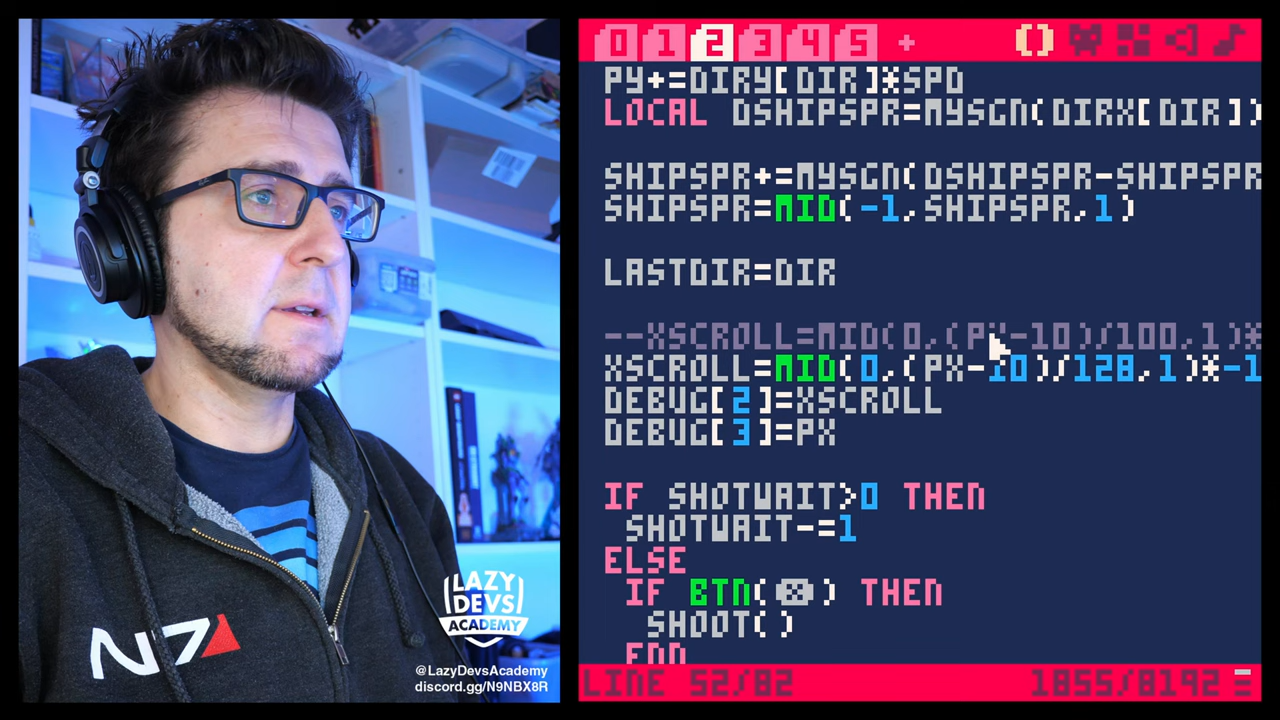 N7
LAZY
DEVS
ACADEMY
@LazyDevsAcademy
discord.gg/N9NBX8R
0 1 2 3 4 5 +
PY+=DIRY[DIR]*SPD
LOCAL DSHIPSPR=MYSGN(DIRX[DIR])
SHIPSPR+=MYSGN(DSHIPSPR-SHIPSPR
SHIPSPR=MID(-1,SHIPSPR,1)
LASTDIR=DIR
--XSCROLL=MID(0,(PX-10)/100,1)*
XSCROLL=MID(0,(PX-10)/128,1)*-1
DEBUG[2]=XSCROLL
DEBUG[3]=PX
IF SHOTWAIT>0 THEN
SHOTWAIT-=1
ELSE
IF BTN(❎) THEN
SHOOT()
END
LINE 52/82
1855/8192